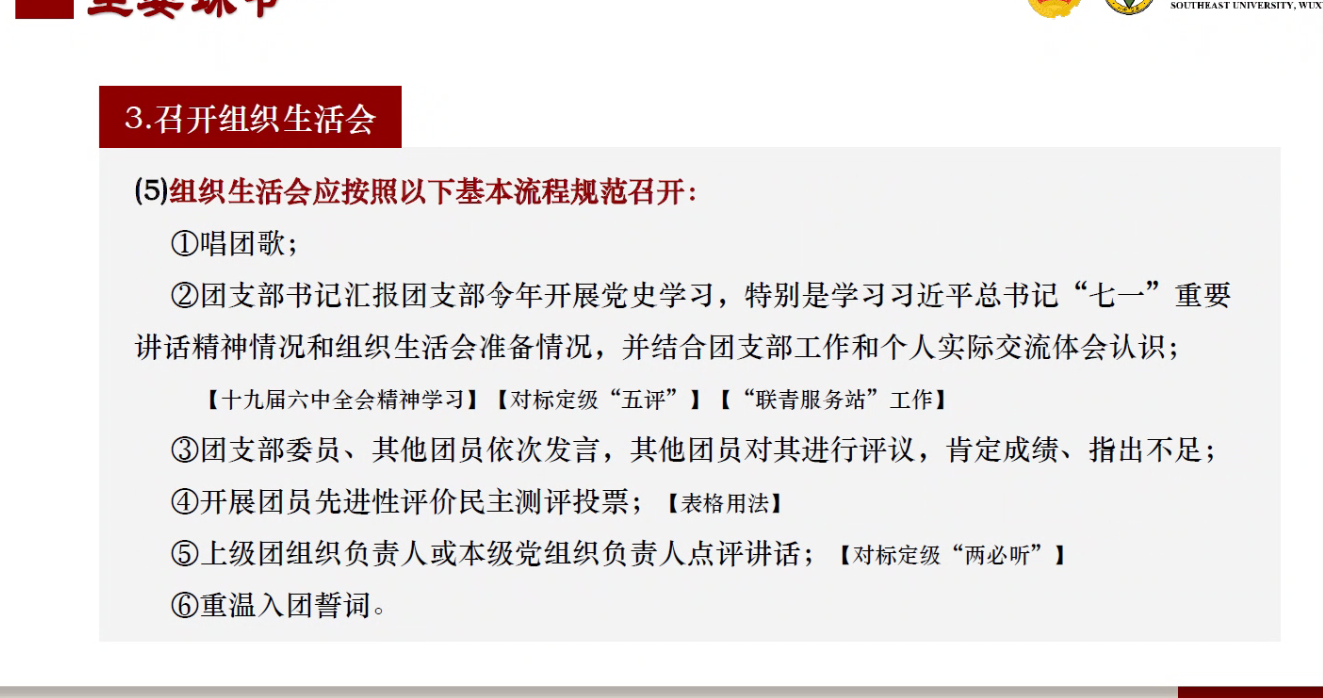 主要环节
SOUTHEAST UNIVERSITY, WUX
3.召开组织生活会
(5)组织生活会应按照以下基本流程规范召开：
①唱团歌；
②团支部书记汇报团支部今年开展党史学习，特别是学习习近平总书记“七一”重要
讲话精神情况和组织生活会准备情况，并结合团支部工作和个人实际交流体会认识；
【十九届六中全会精神学习】【对标定级“五评”】【“联青服务站”工作】
③团支部委员、其他团员依次发言，其他团员对其进行评议，肯定成绩、指出不足；
④开展团员先进性评价民主测评投票；【表格用法】
⑤上级团组织负责人或本级党组织负责人点评讲话；【对标定级“两必听”】
⑥重温入团誓词。